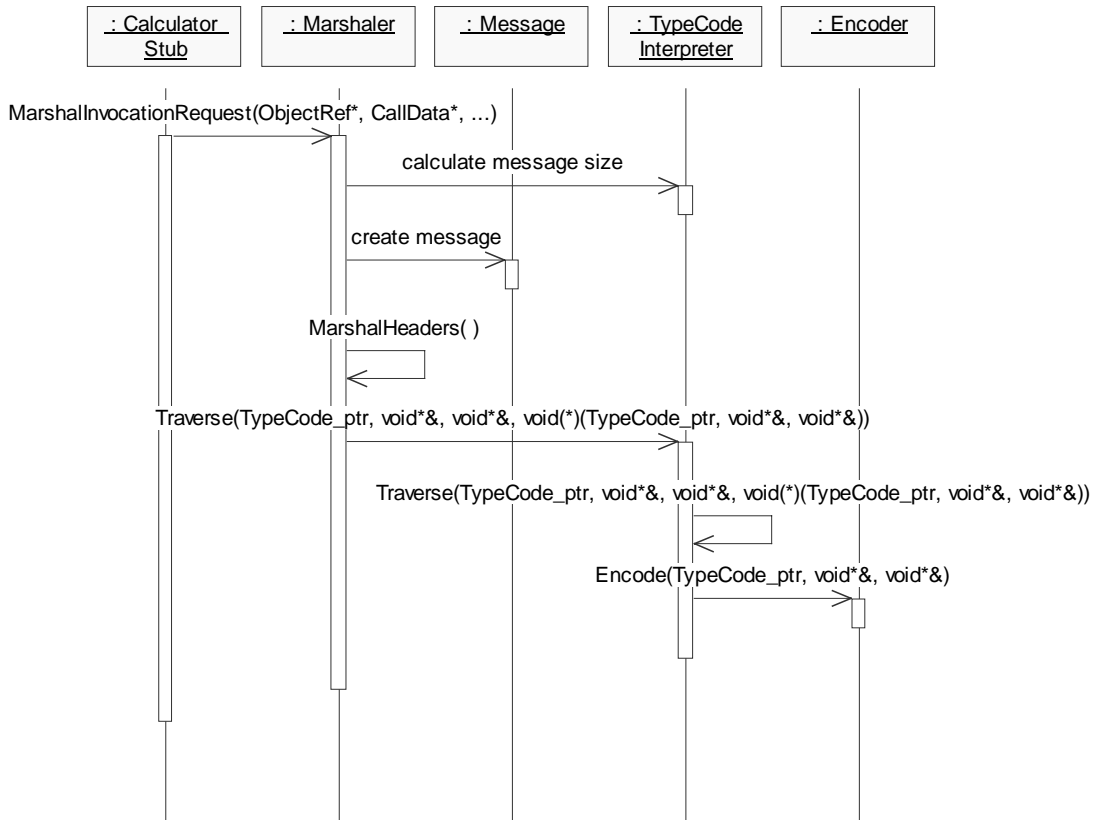 : Calculator
Stub
: Marshaler
: Message
: TypeCode
Interpreter
: Encoder
MarshalInvocationRequest(ObjectRef*, CallData*, ...)
calculate message size
create message
MarshalHeaders( )
Traverse(TypeCode_ptr, void*&, void*&, void(*)(TypeCode_ptr, void*&, void*&))
Traverse(TypeCode_ptr, void*&, void*&, void(*)(TypeCode_ptr, void*&, void*&))
Encode(TypeCode_ptr, void*&, void*&)